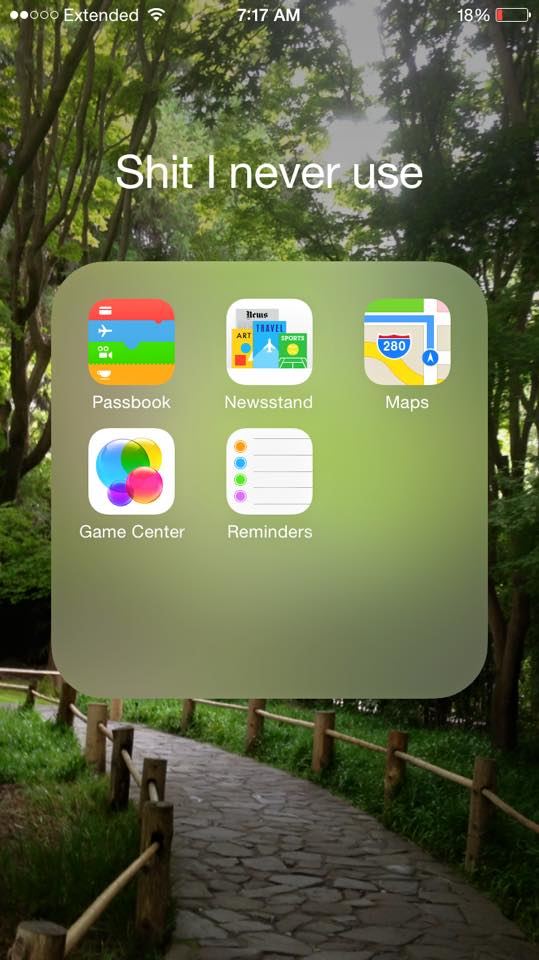 Extended 7:17 AM 18%
Shit I never use
News
ART TRAVEL SPORTS
280
Passbook Newsstand Maps
Game Center Reminders